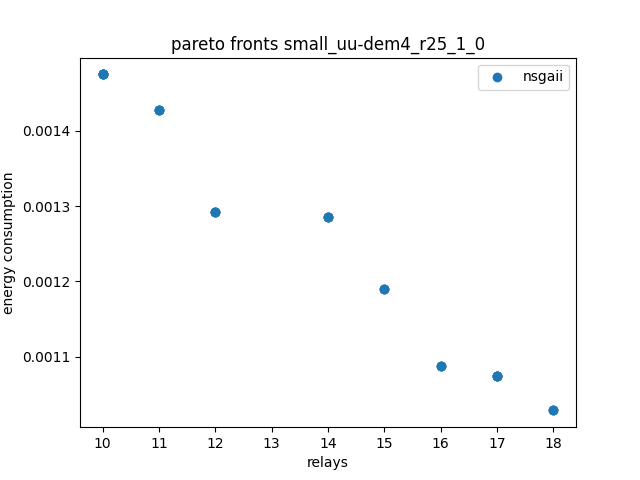 pareto fronts small_uu-dem4_r25_1_0
nsgaii
0.0014
0.0013
0.0012
0.0011
energy consumption
10 11 12 13 14 15 16 17 18
relays